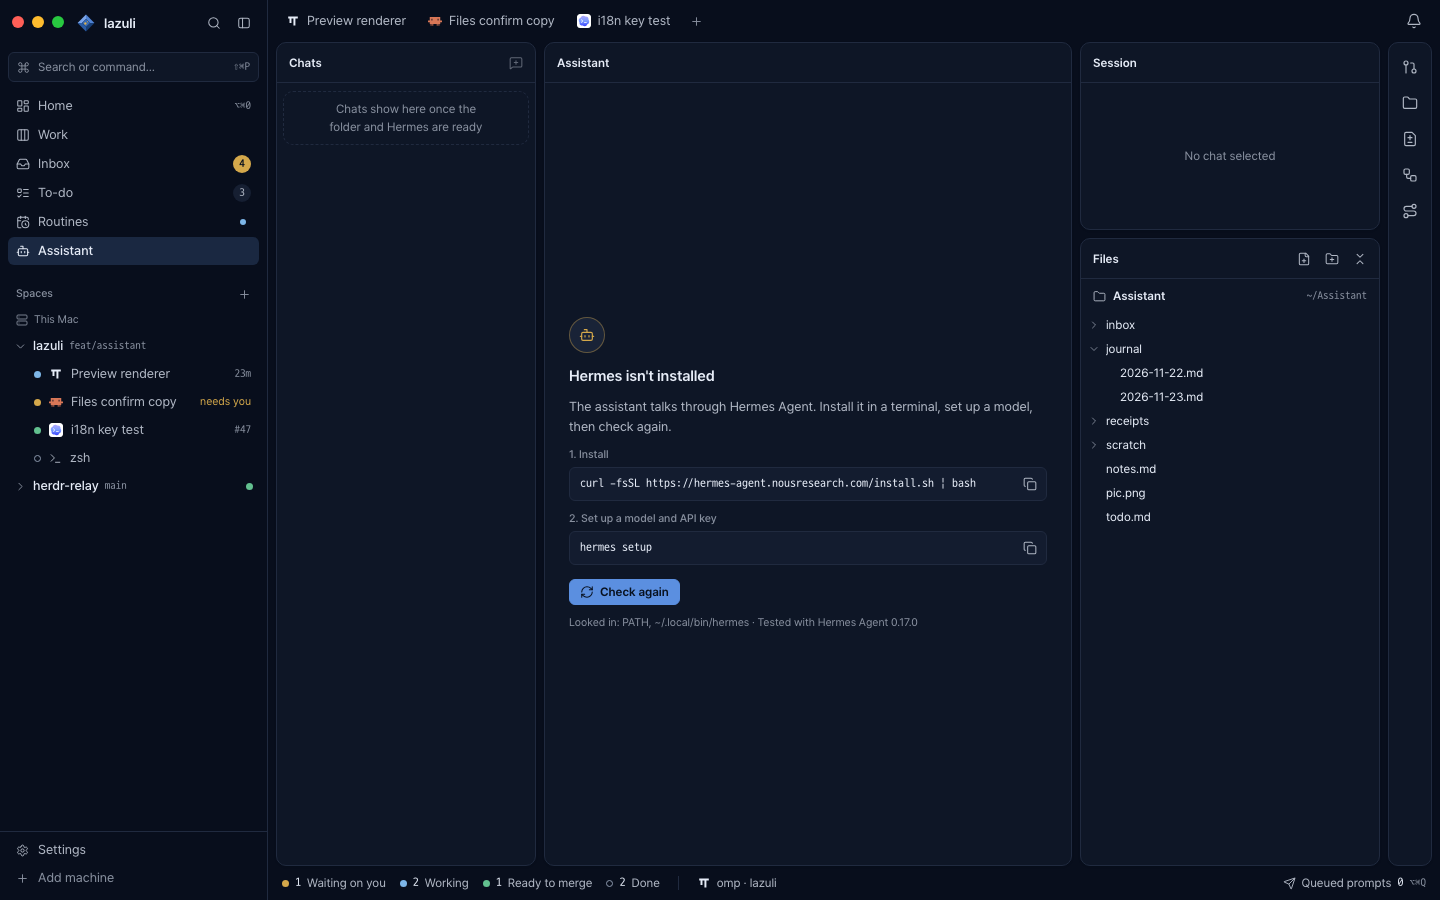 lazuli
Search or command... ⇧⌘P
Home ⌥⌘0
Work
Inbox 4
To-do 3
Routines
Assistant
Spaces
This Mac
lazuli feat/assistant
Preview renderer 23m
Files confirm copy needs you
i18n key test #47
zsh
herdr-relay main
Settings
Add machine
Preview renderer
Files confirm copy
i18n key test
Chats
Chats show here once the
folder and Hermes are ready
Assistant
Hermes isn't installed
The assistant talks through Hermes Agent. Install it in a terminal, set up a model,
then check again.
1. Install
curl -fsSL https://hermes-agent.nousresearch.com/install.sh | bash
2. Set up a model and API key
hermes setup
Check again
Looked in: PATH, ~/.local/bin/hermes · Tested with Hermes Agent 0.17.0
Session
No chat selected
Files
Assistant ~/Assistant
inbox
journal
2026-11-22.md
2026-11-23.md
receipts
scratch
notes.md
pic.png
todo.md
1 Waiting on you 2 Working 1 Ready to merge 2 Done omp · lazuli
Queued prompts 0 ⌥⌘Q